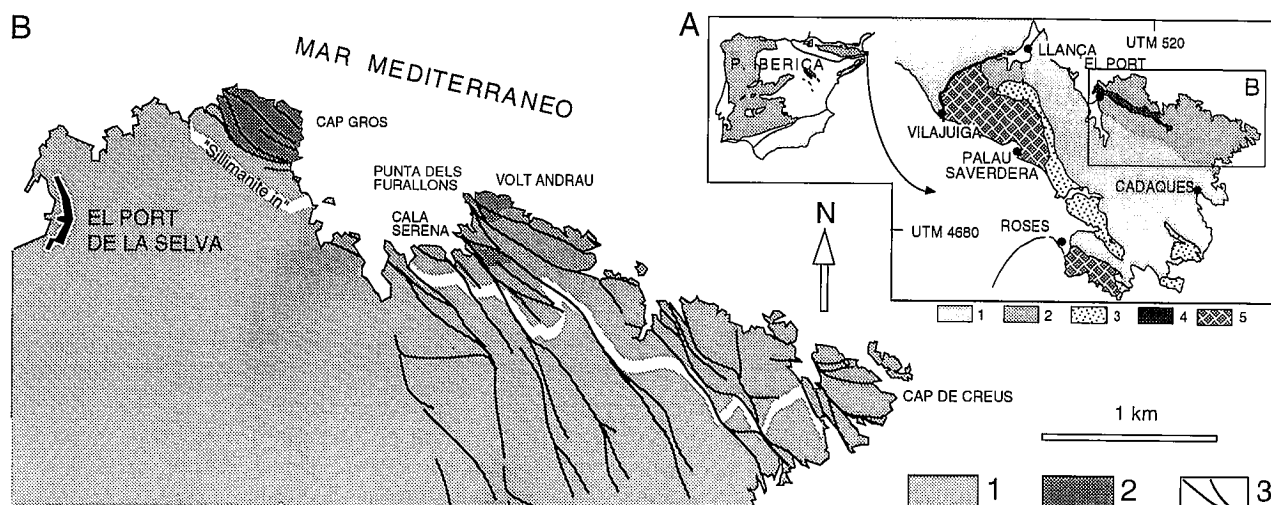 B
MAR MEDITERRANEO
CAP GROS
"Sillimanite in"
PUNTA DELS
FURALLONS
VOLT ANDRAU
CALA
SERENA
EL PORT
DE LA SELVA
CAP DE CREUS
A
P. IBERICA
UTM 520
LLANÇA
EL PORT
B
VILAJUIGA
PALAU
SAVERDERA
CADAQUES
ROSES
UTM 4680
N
1 2 3 4 5
1 km
1 2 3